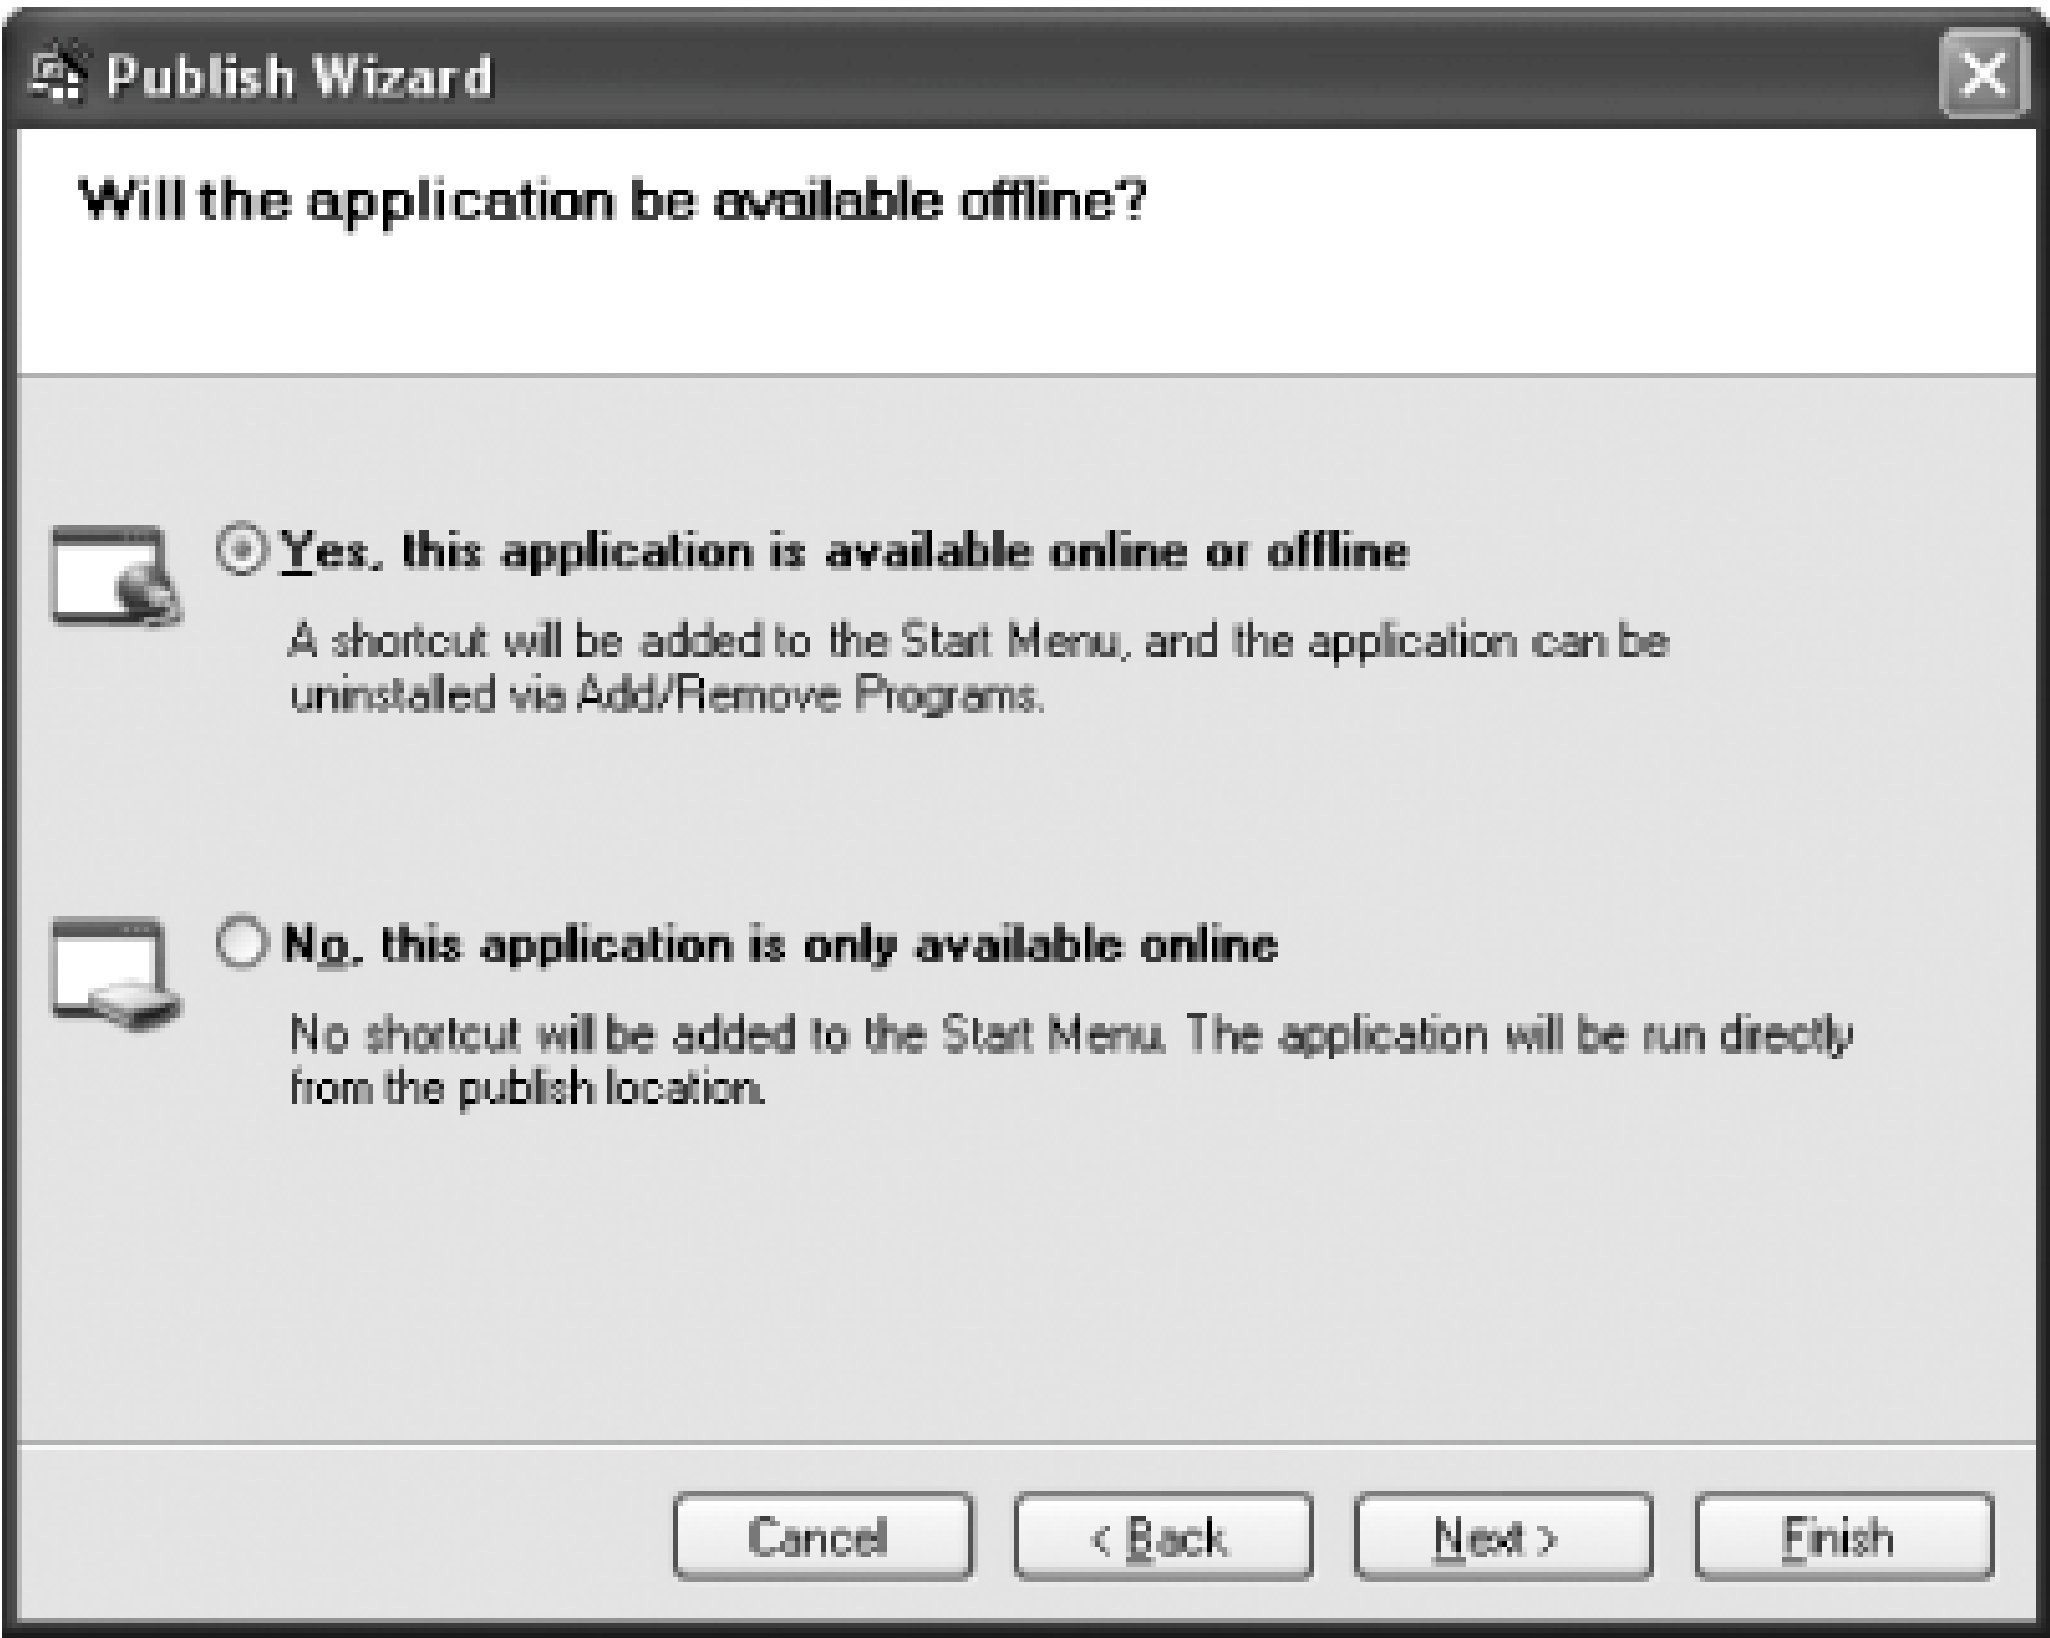 Publish Wizard
Will the application be available offline?
Yes, this application is available online or offline
A shortcut will be added to the Start Menu, and the application can be
uninstalled via Add/Remove Programs.
No, this application is only available online
No shortcut will be added to the Start Menu. The application will be run directly
from the publish location.
Cancel
< Back
Next >
Finish